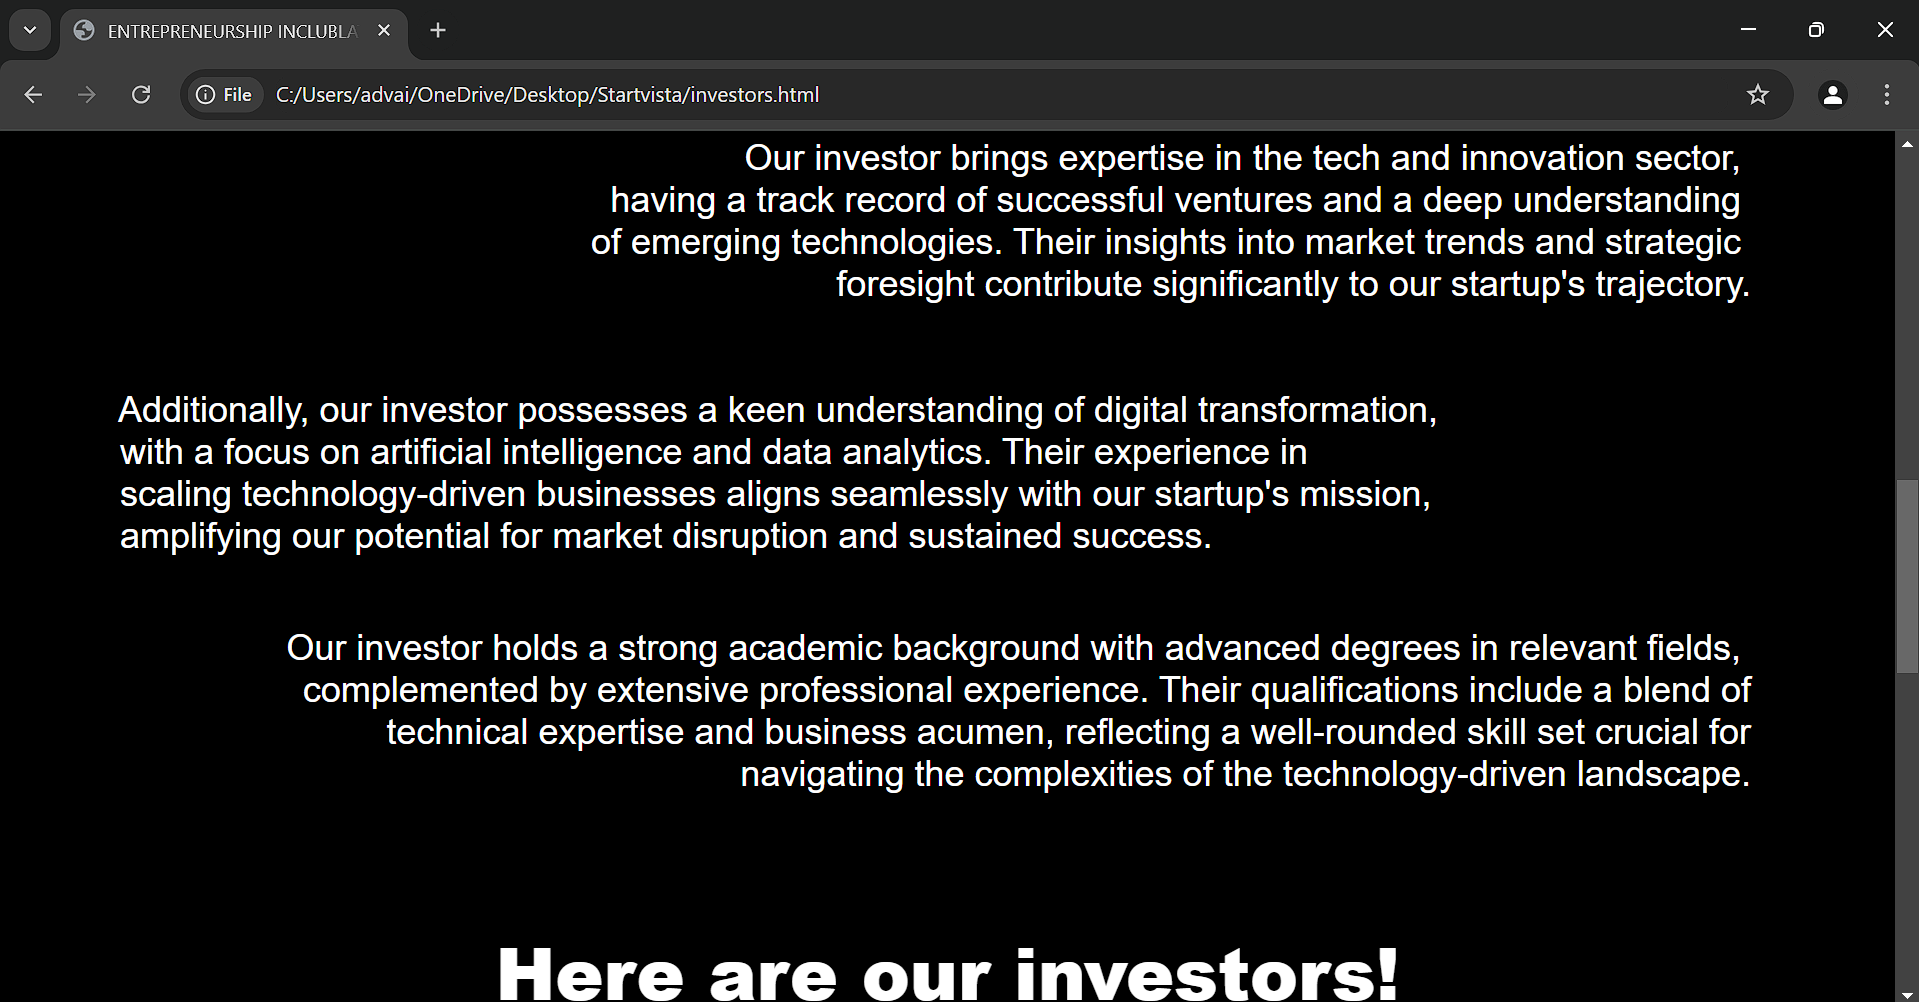 ENTREPRENEURSHIP INCLUBLA
File
C:/Users/advai/OneDrive/Desktop/Startvista/investors.html
Our investor brings expertise in the tech and innovation sector,
having a track record of successful ventures and a deep understanding
of emerging technologies. Their insights into market trends and strategic
foresight contribute significantly to our startup's trajectory.
Additionally, our investor possesses a keen understanding of digital transformation,
with a focus on artificial intelligence and data analytics. Their experience in
scaling technology-driven businesses aligns seamlessly with our startup's mission,
amplifying our potential for market disruption and sustained success.
Our investor holds a strong academic background with advanced degrees in relevant fields,
complemented by extensive professional experience. Their qualifications include a blend of
technical expertise and business acumen, reflecting a well-rounded skill set crucial for
navigating the complexities of the technology-driven landscape.
Here are our investors!